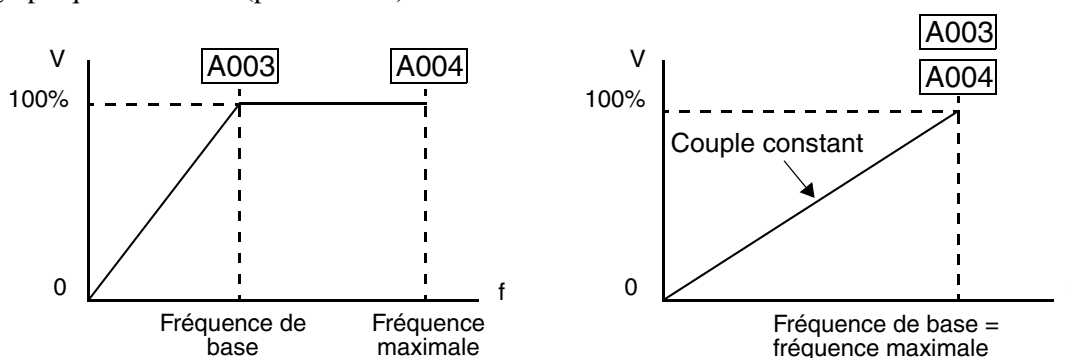 V
A003
A004
100%
0
f
Fréquence de
base
Fréquence
maximale
A003
A004
V
100%
Couple constant
0
Fréquence de base =
fréquence maximale